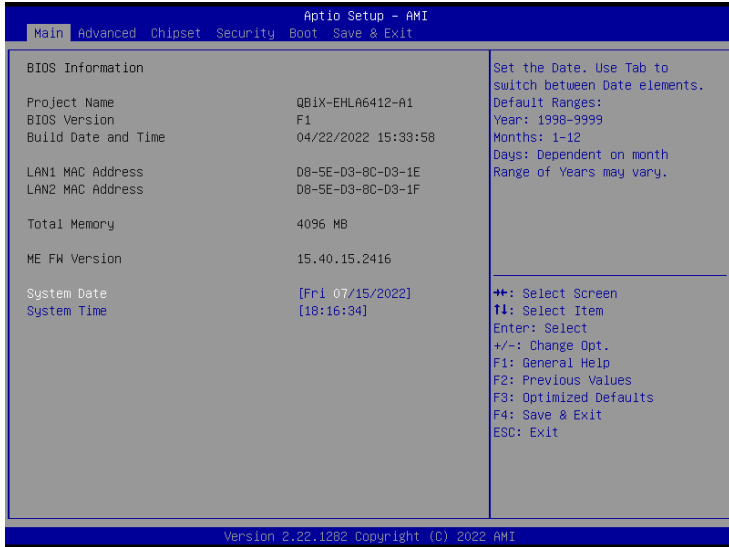 Aptio Setup - AMI
Main Advanced Chipset Security Boot Save & Exit
BIOS Information
Project Name QBiX-EHLA6412-A1
BIOS Version F1
Build Date and Time 04/22/2022 15:33:58
LAN1 MAC Address D8-5E-D3-8C-D3-1E
LAN2 MAC Address D8-5E-D3-8C-D3-1F
Total Memory 4096 MB
ME FW Version 15.40.15.2416
System Date [Fri 07/15/2022]
System Time [18:16:34]
Set the Date. Use Tab to
switch between Date elements.
Default Ranges:
Year: 1998-9999
Months: 1-12
Days: Dependent on month
Range of Years may vary.
→←: Select Screen
↑↓: Select Item
Enter: Select
+/-: Change Opt.
F1: General Help
F2: Previous Values
F3: Optimized Defaults
F4: Save & Exit
ESC: Exit
Version 2.22.1282 Copyright (C) 2022 AMI